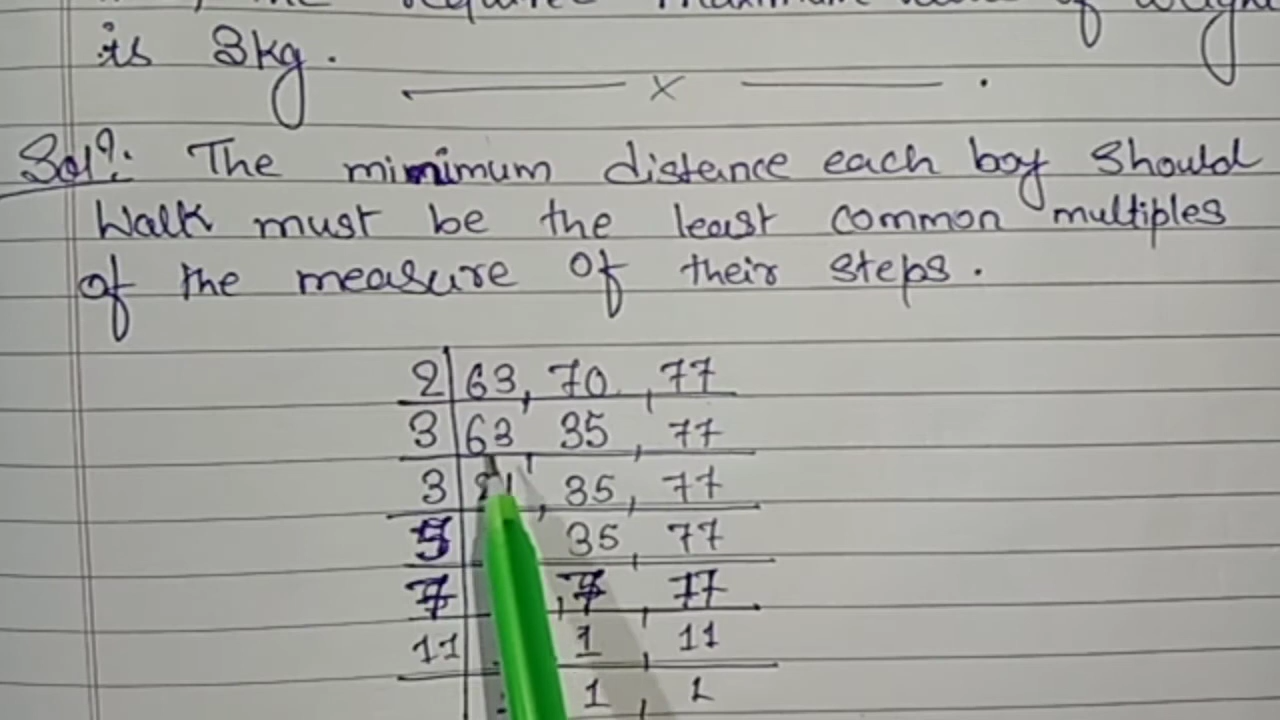 is 3kg.
x
Solⁿ: The minimum distance each boy should
Walk must be the least common multiples
of the measure of their steps.
2 | 63, 70, 77
3 | 63, 35, 77
3 | 21, 35, 77
5 | 35, 77
7 | , 7, 77
11 | 1, 11
1, 1